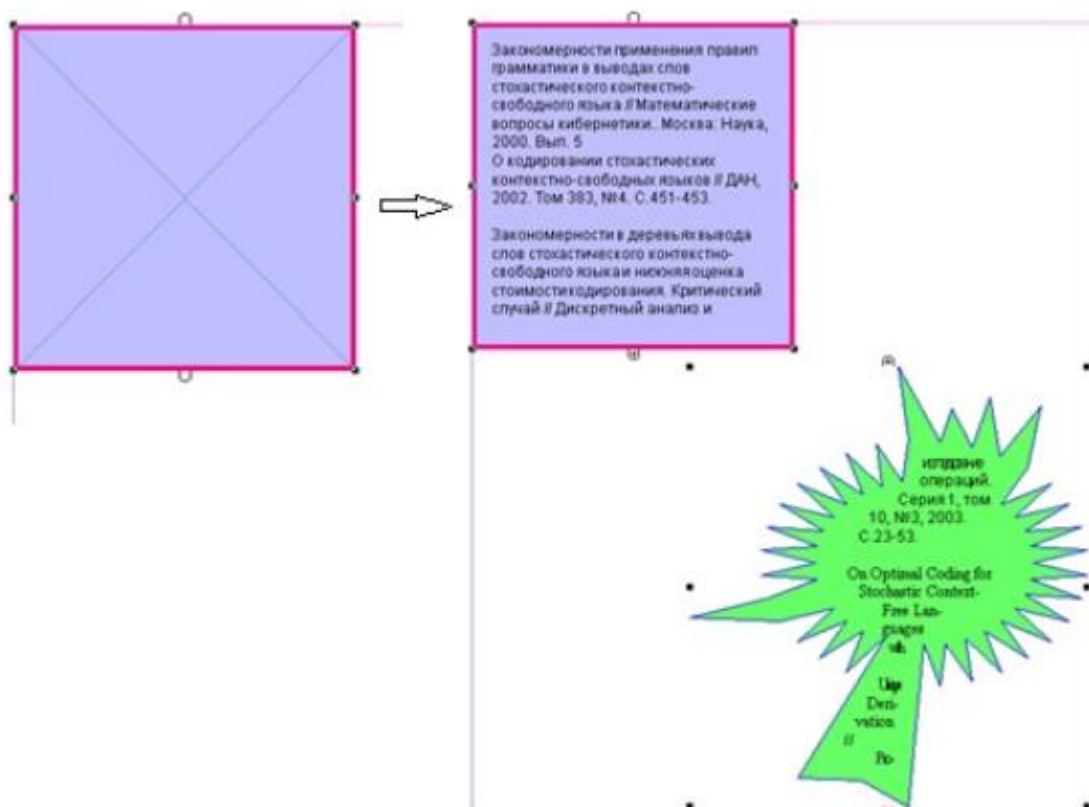 Закономерности применения правил
грамматики в выводах слов
стохастического контекстно-
свободного языка // Математические
вопросы кибернетики.. Москва: Наука,
2000. Вып. 5
О кодировании стохастических
контекстно-свободных языков // ДАН,
2002. Том 383, №4. С.451-453.
Закономерности в деревьях вывода
слов стохастического контекстно-
свободного языка и нижняя оценка
стоимости кодирования. Критический
случай // Дискретный анализ и
операций.
Серия 1, том
10, №3, 2003.
С.23-53.
On Optimal Coding for
Stochastic Context-
Free Lan-
guages
Deri-
vation
//